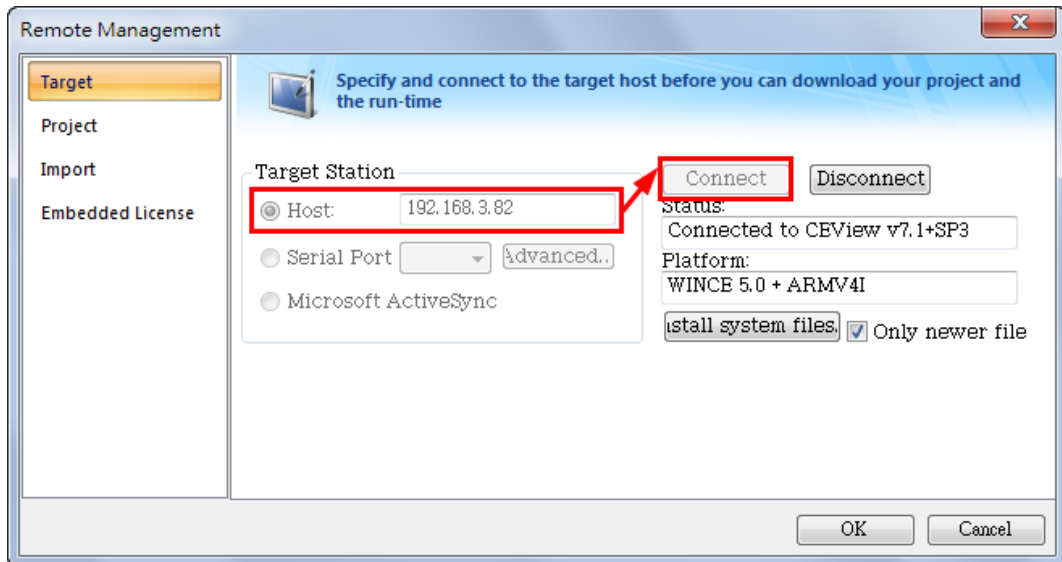 Remote Management
Target
Project
Import
Embedded License
Specify and connect to the target host before you can download your project and
the run-time
Target Station
Host: 192.168.3.82
Serial Port Advanced..
Microsoft ActiveSync
Connect Disconnect
Status:
Connected to CEView v7.1+SP3
Platform:
WINCE 5.0 + ARMV4I
system files. Only newer file
OK Cancel